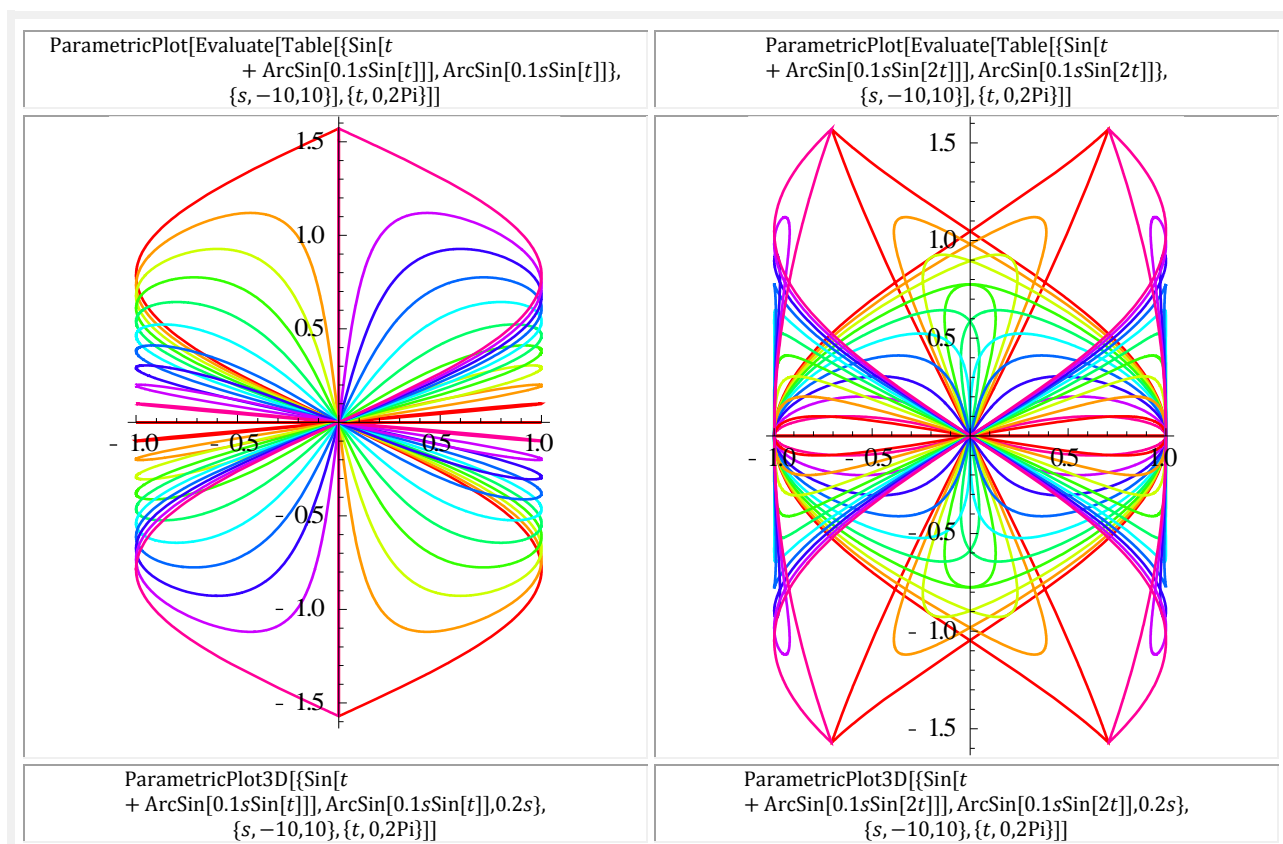 ParametricPlot[Evaluate[Table[{Sin[t
+ ArcSin[0.1sSin[t]]], ArcSin[0.1sSin[t]]},
{s, −10,10}], {t, 0,2Pi}]]
ParametricPlot[Evaluate[Table[{Sin[t
+ ArcSin[0.1sSin[2t]]], ArcSin[0.1sSin[2t]]},
{s, −10,10}], {t, 0,2Pi}]]
1.5
1.0
0.5
- 1.0
- 0.5
0.5
1.0
- 0.5
- 1.0
- 1.5
1.5
1.0
0.5
- 1.0
- 0.5
0.5
1.0
- 0.5
- 1.0
- 1.5
ParametricPlot3D[{Sin[t
+ ArcSin[0.1sSin[t]]], ArcSin[0.1sSin[t]],0.2s},
{s, −10,10}, {t, 0,2Pi}]]
ParametricPlot3D[{Sin[t
+ ArcSin[0.1sSin[2t]]], ArcSin[0.1sSin[2t]],0.2s},
{s, −10,10}, {t, 0,2Pi}]]